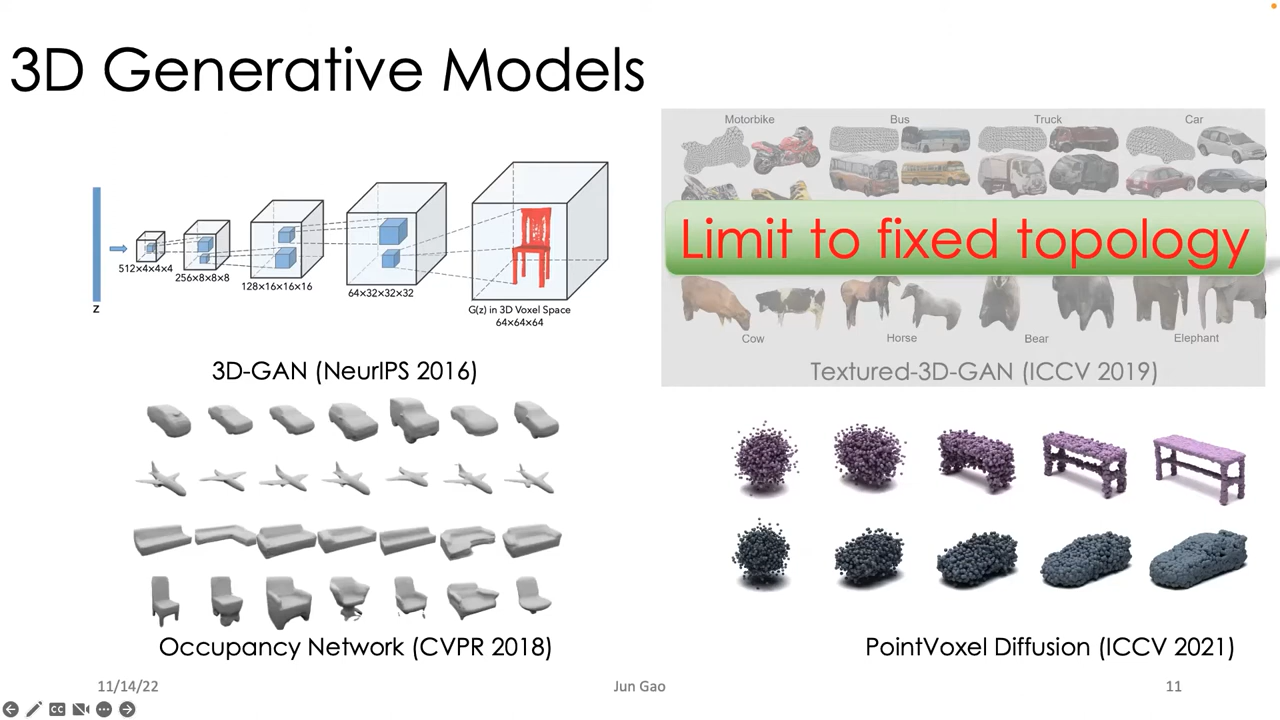 3D Generative Models
Motorbike
Bus
Truck
Car
Limit to fixed topology
Cow
Horse
Bear
Elephant
Textured-3D-GAN (ICCV 2019)
Z
512×4×4×4
256×8×8×8
128×16×16×16
64×32×32×32
G(z) in 3D Voxel Space
64×64×64
3D-GAN (NeurIPS 2016)
Occupancy Network (CVPR 2018)
PointVoxel Diffusion (ICCV 2021)
11/14/22
Jun Gao
11
CC